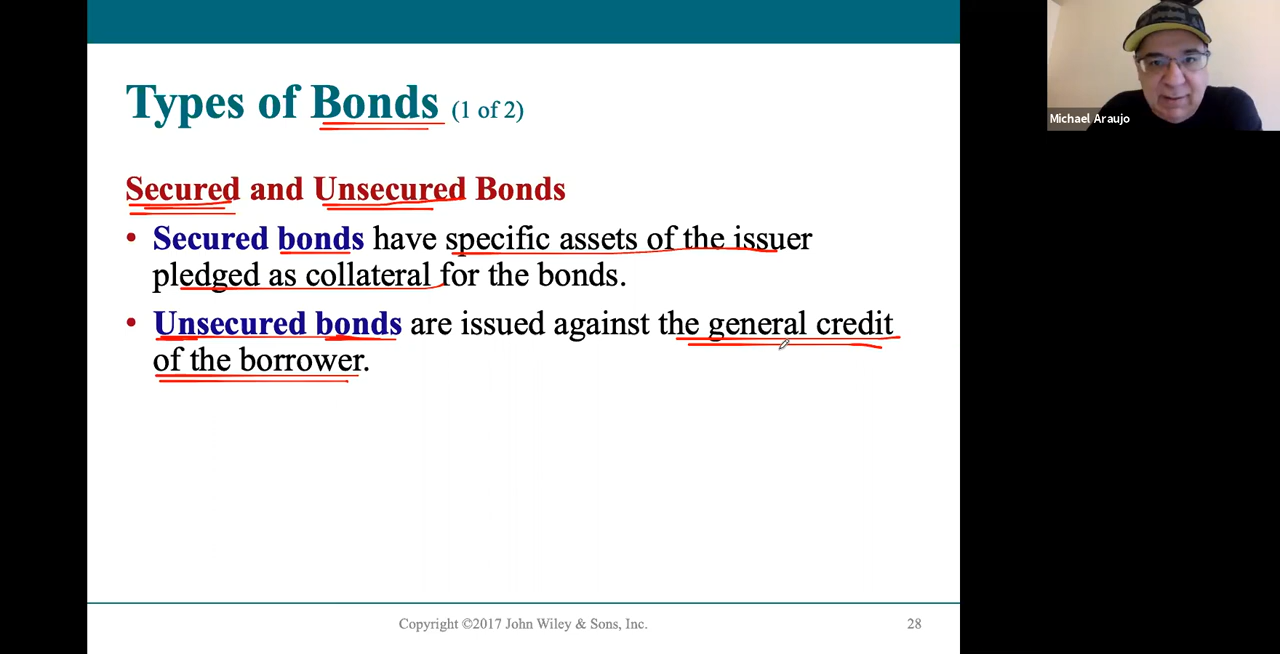 Types of Bonds (1 of 2)
Michael Araujo
Secured and Unsecured Bonds
• Secured bonds have specific assets of the issuer
pledged as collateral for the bonds.
• Unsecured bonds are issued against the general credit
of the borrower.
Copyright ©2017 John Wiley & Sons, Inc.
28